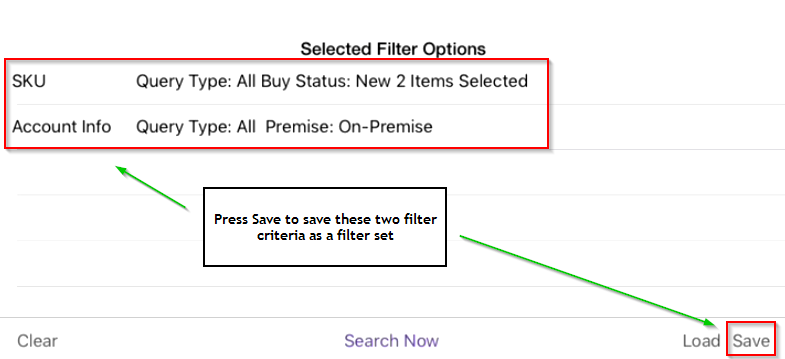 Selected Filter Options
SKU Query Type: All Buy Status: New 2 Items Selected
Account Info Query Type: All  Premise: On-Premise
Press Save to save these two filter
criteria as a filter set
Clear Search Now Load Save